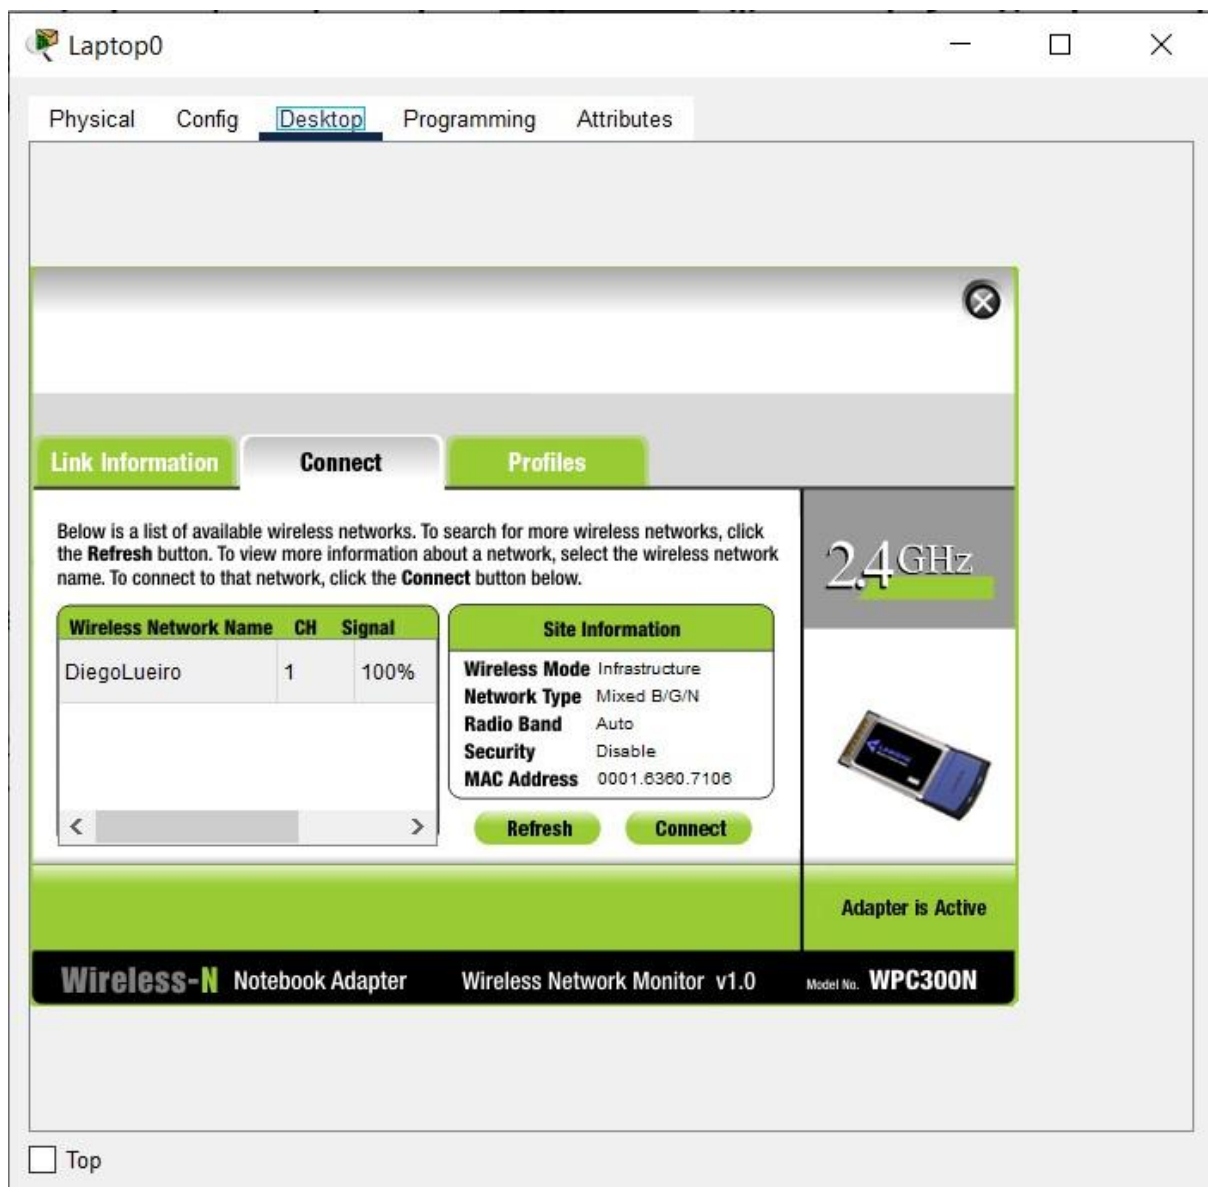 Laptop0
Physical Config Desktop Programming Attributes
Link Information Connect Profiles
Below is a list of available wireless networks. To search for more wireless networks, click
the Refresh button. To view more information about a network, select the wireless network
name. To connect to that network, click the Connect button below.
2.4GHz
Wireless Network Name CH Signal
DiegoLueiro 1 100%
Site Information
Wireless Mode Infrastructure
Network Type Mixed B/G/N
Radio Band Auto
Security Disable
MAC Address 0001.6360.7106
Refresh Connect
Adapter is Active
Wireless-N Notebook Adapter Wireless Network Monitor v1.0 Model No. WPC300N
Top